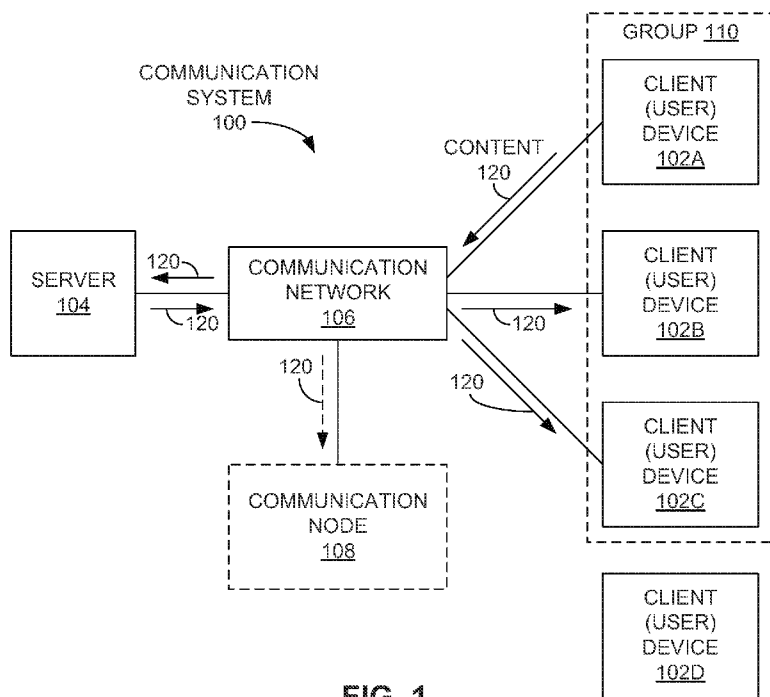 GROUP 110
COMMUNICATION
SYSTEM
100
CLIENT
(USER)
DEVICE
102A
CONTENT
120
SERVER
104
120
120
COMMUNICATION
NETWORK
106
120
CLIENT
(USER)
DEVICE
102B
120
120
COMMUNICATION
NODE
108
CLIENT
(USER)
DEVICE
102C
CLIENT
(USER)
DEVICE
102D
FIG. 1